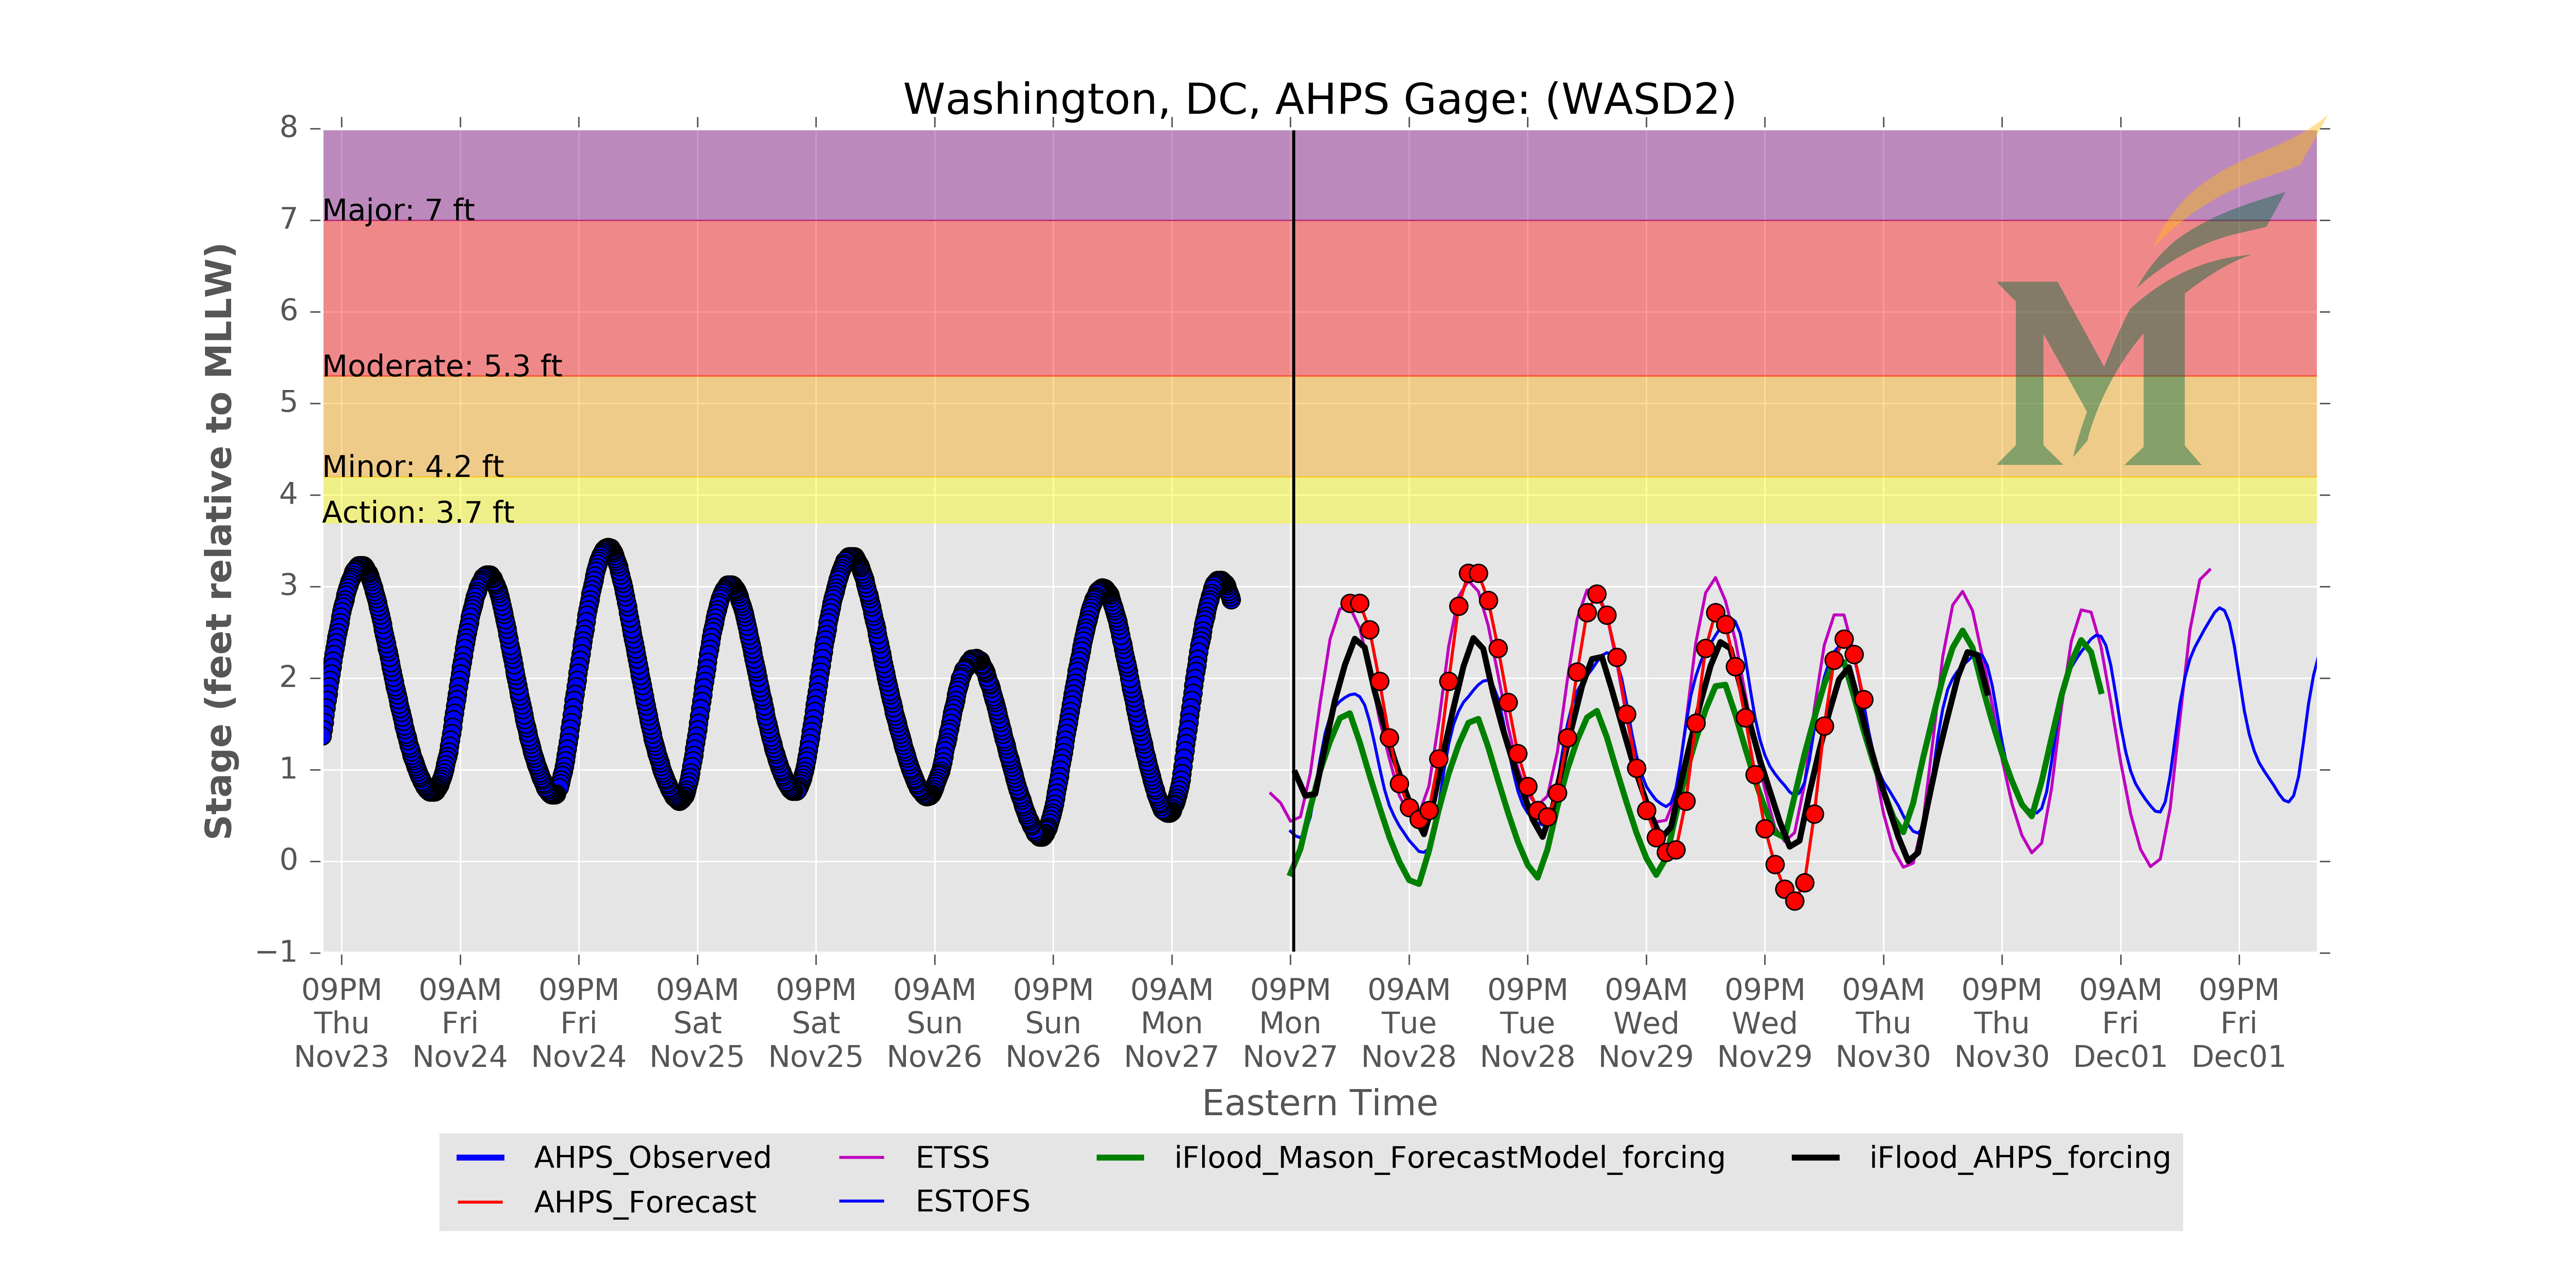 Washington, DC, AHPS Gage: (WASD2)
Stage (feet relative to MLLW)
8
7
6
5
4
3
2
1
0
−1
Major: 7 ft
Moderate: 5.3 ft
Minor: 4.2 ft
Action: 3.7 ft
09PM 09AM 09PM 09AM 09PM 09AM 09PM 09AM 09PM 09AM 09PM 09AM 09PM 09AM 09PM 09AM 09PM
Thu Fri Fri Sat Sat Sun Sun Mon Mon Tue Tue Wed Wed Thu Thu Fri Fri
Nov23 Nov24 Nov24 Nov25 Nov25 Nov26 Nov26 Nov27 Nov27 Nov28 Nov28 Nov29 Nov29 Nov30 Nov30 Dec01 Dec01
Eastern Time
AHPS_Observed ETSS iFlood_Mason_ForecastModel_forcing iFlood_AHPS_forcing
AHPS_Forecast ESTOFS
M